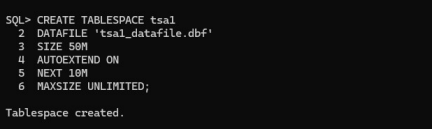 SQL> CREATE TABLESPACE tsa1
2 DATAFILE 'tsa1_datafile.dbf'
3 SIZE 50M
4 AUTOEXTEND ON
5 NEXT 10M
6 MAXSIZE UNLIMITED;
Tablespace created.